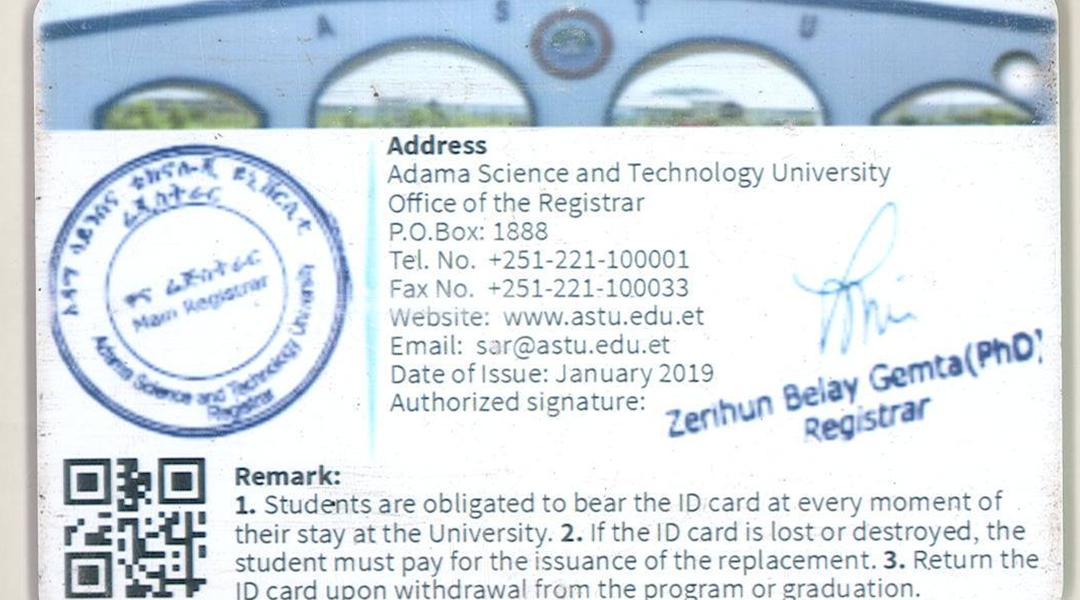 A S T U
Address
Adama Science and Technology University
Office of the Registrar
P.O.Box: 1888
Tel. No. +251-221-100001
Fax No. +251-221-100033
Website: www.astu.edu.et
Email: sar@astu.edu.et
Date of Issue: January 2019
Authorized signature:
Zerihun Belay Gemta(PhD)
Registrar
አዳማ ሳይንስና ቴክኖሎጂ ዩኒቨርሲቲ
ሬጅስትራር
ዋና ሬጅስትራር
Main Registrar
Adama Science and Technology University
Registrar
Remark:
1. Students are obligated to bear the ID card at every moment of
their stay at the University. 2. If the ID card is lost or destroyed, the
student must pay for the issuance of the replacement. 3. Return the
ID card upon withdrawal from the program or graduation.